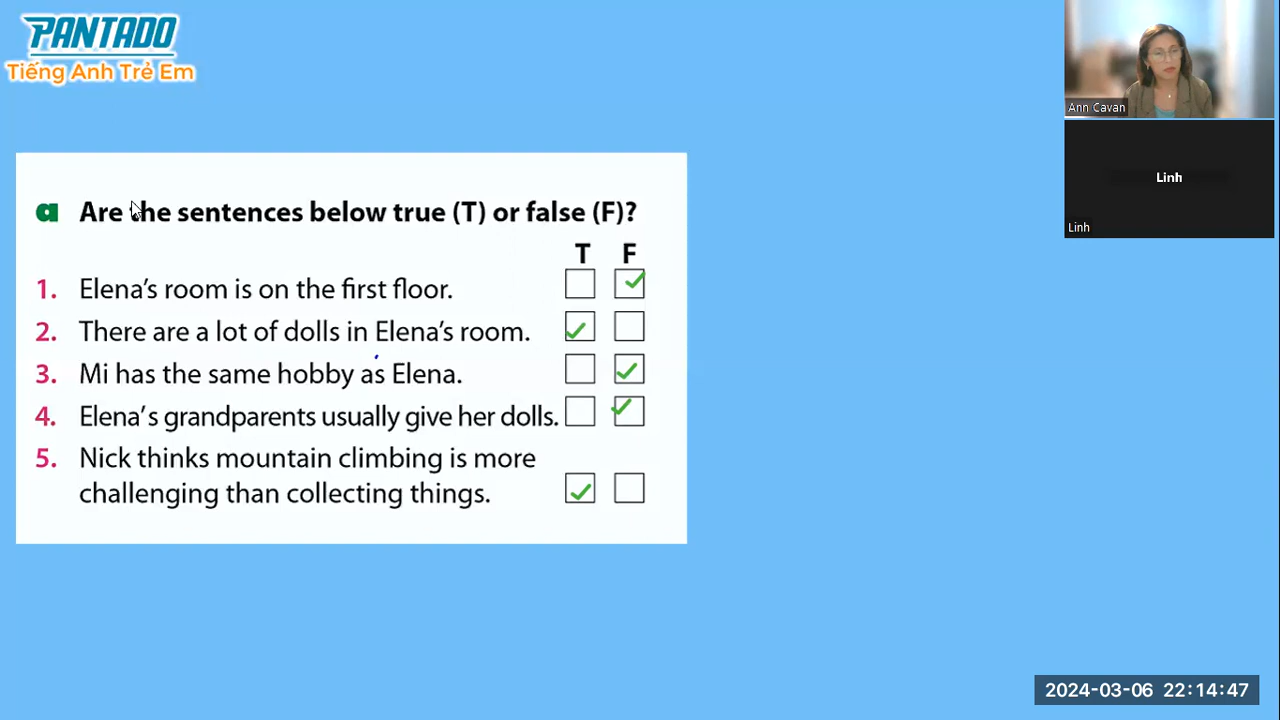 PANTADO
Tiếng Anh Trẻ Em
Ann Cavan
Linh
Linh
a Are the sentences below true (T) or false (F)?
T F
1. Elena's room is on the first floor.
2. There are a lot of dolls in Elena's room.
3. Mi has the same hobby as Elena.
4. Elena's grandparents usually give her dolls.
5. Nick thinks mountain climbing is more
challenging than collecting things.
2024-03-06 22:14:47